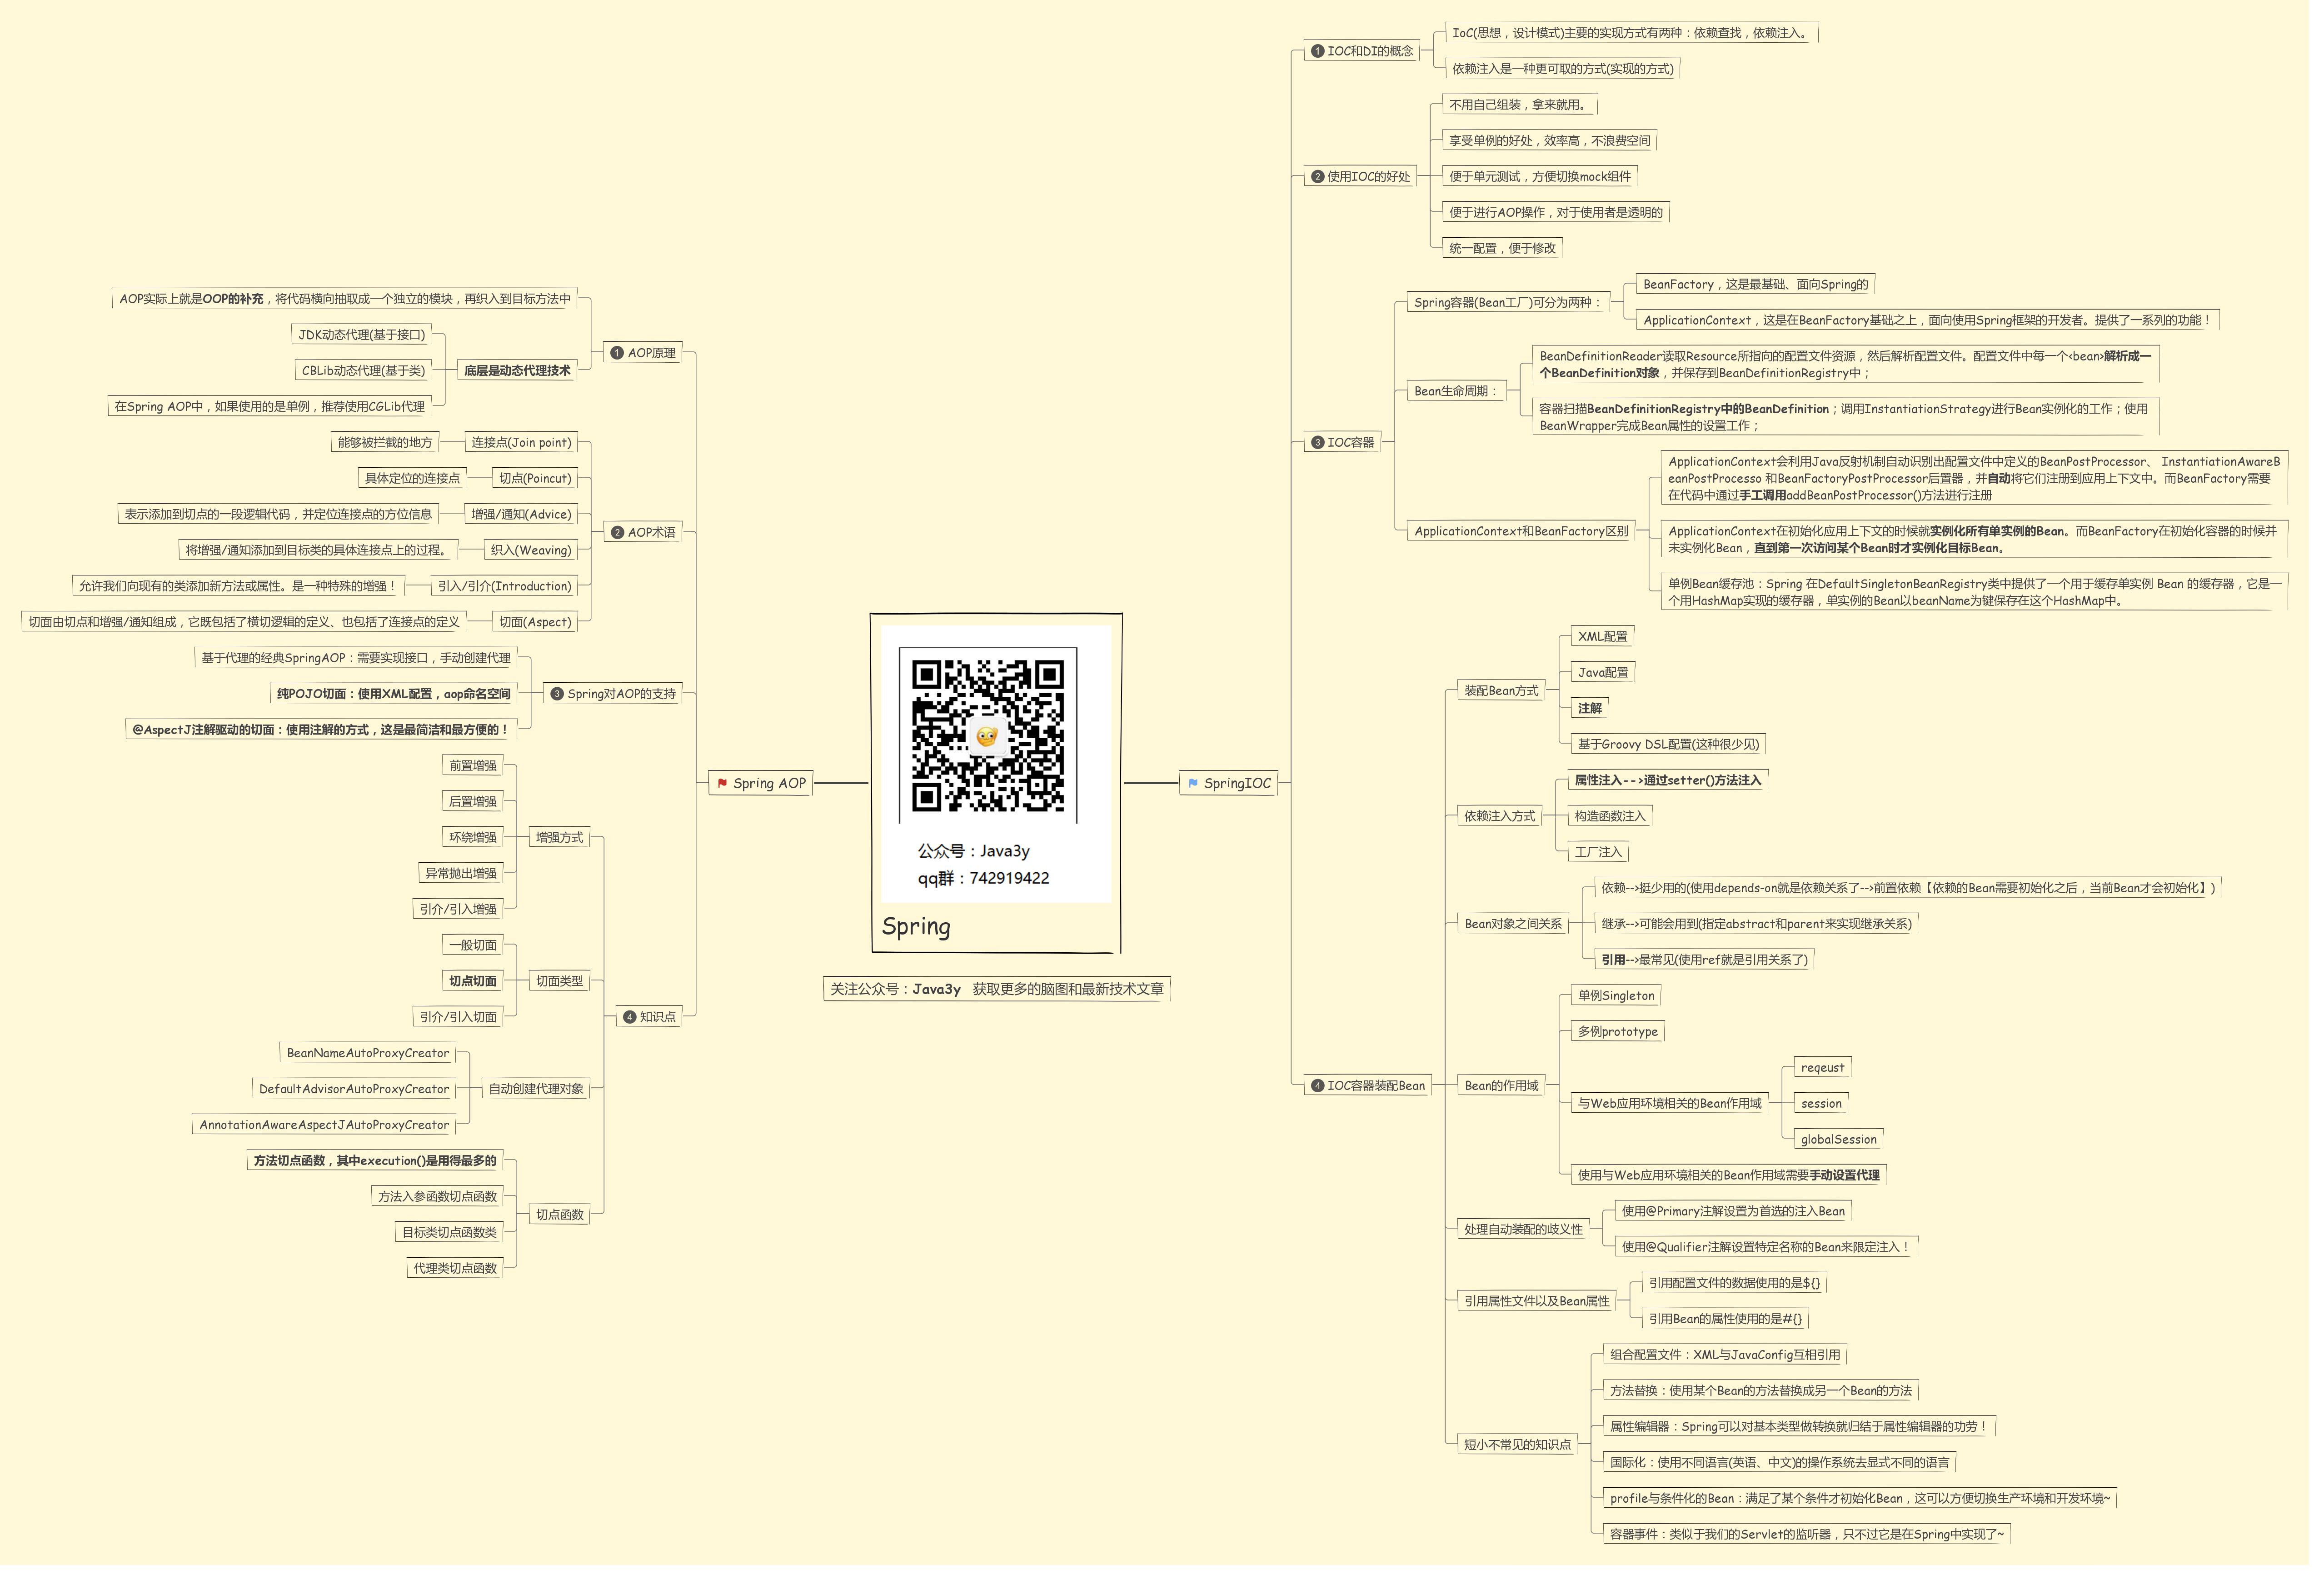 Spring
公众号：Java3y
qq群：742919422
关注公众号：Java3y 获取更多的脑图和最新技术文章
SpringIOC
1 IOC和DI的概念
IoC(思想，设计模式)主要的实现方式有两种：依赖查找，依赖注入。
依赖注入是一种更可取的方式(实现的方式)
2 使用IOC的好处
不用自己组装，拿来就用。
享受单例的好处，效率高，不浪费空间
便于单元测试，方便切换mock组件
便于进行AOP操作，对于使用者是透明的
统一配置，便于修改
3 IOC容器
Spring容器(Bean工厂)可分为两种：
BeanFactory，这是最基础、面向Spring的
ApplicationContext，这是在BeanFactory基础之上，面向使用Spring框架的开发者。提供了一系列的功能！
Bean生命周期：
BeanDefinitionReader读取Resource所指向的配置文件资源，然后解析配置文件。配置文件中每一个<bean>解析成一
个BeanDefinition对象，并保存到BeanDefinitionRegistry中；
容器扫描BeanDefinitionRegistry中的BeanDefinition；调用InstantiationStrategy进行Bean实例化的工作；使用
BeanWrapper完成Bean属性的设置工作；
ApplicationContext和BeanFactory区别
ApplicationContext会利用Java反射机制自动识别出配置文件中定义的BeanPostProcessor、 InstantiationAwareB
eanPostProcesso 和BeanFactoryPostProcessor后置器，并自动将它们注册到应用上下文中。而BeanFactory需要
在代码中通过手工调用addBeanPostProcessor()方法进行注册
ApplicationContext在初始化应用上下文的时候就实例化所有单实例的Bean。而BeanFactory在初始化容器的时候并
未实例化Bean，直到第一次访问某个Bean时才实例化目标Bean。
单例Bean缓存池：Spring 在DefaultSingletonBeanRegistry类中提供了一个用于缓存单实例 Bean 的缓存器，它是一
个用HashMap实现的缓存器，单实例的Bean以beanName为键保存在这个HashMap中。
4 IOC容器装配Bean
装配Bean方式
XML配置
Java配置
注解
基于Groovy DSL配置(这种很少见)
依赖注入方式
属性注入-->通过setter()方法注入
构造函数注入
工厂注入
Bean对象之间关系
依赖-->挺少用的(使用depends-on就是依赖关系了-->前置依赖【依赖的Bean需要初始化之后，当前Bean才会初始化】)
继承-->可能会用到(指定abstract和parent来实现继承关系)
引用-->最常见(使用ref就是引用关系了)
Bean的作用域
单例Singleton
多例prototype
与Web应用环境相关的Bean作用域
reqeust
session
globalSession
使用与Web应用环境相关的Bean作用域需要手动设置代理
处理自动装配的歧义性
使用@Primary注解设置为首选的注入Bean
使用@Qualifier注解设置特定名称的Bean来限定注入！
引用属性文件以及Bean属性
引用配置文件的数据使用的是${}
引用Bean的属性使用的是#{}
短小不常见的知识点
组合配置文件：XML与JavaConfig互相引用
方法替换：使用某个Bean的方法替换成另一个Bean的方法
属性编辑器：Spring可以对基本类型做转换就归结于属性编辑器的功劳！
国际化：使用不同语言(英语、中文)的操作系统去显式不同的语言
profile与条件化的Bean：满足了某个条件才初始化Bean，这可以方便切换生产环境和开发环境~
容器事件：类似于我们的Servlet的监听器，只不过它是在Spring中实现了~
Spring AOP
1 AOP原理
AOP实际上就是OOP的补充，将代码横向抽取成一个独立的模块，再织入到目标方法中
底层是动态代理技术
JDK动态代理(基于接口)
CBLib动态代理(基于类)
在Spring AOP中，如果使用的是单例，推荐使用CGLib代理
2 AOP术语
连接点(Join point)
能够被拦截的地方
切点(Poincut)
具体定位的连接点
增强/通知(Advice)
表示添加到切点的一段逻辑代码，并定位连接点的方位信息
织入(Weaving)
将增强/通知添加到目标类的具体连接点上的过程。
引入/引介(Introduction)
允许我们向现有的类添加新方法或属性。是一种特殊的增强！
切面(Aspect)
切面由切点和增强/通知组成，它既包括了横切逻辑的定义、也包括了连接点的定义
3 Spring对AOP的支持
基于代理的经典SpringAOP：需要实现接口，手动创建代理
纯POJO切面：使用XML配置，aop命名空间
@AspectJ注解驱动的切面：使用注解的方式，这是最简洁和最方便的！
4 知识点
增强方式
前置增强
后置增强
环绕增强
异常抛出增强
引介/引入增强
切面类型
一般切面
切点切面
引介/引入切面
自动创建代理对象
BeanNameAutoProxyCreator
DefaultAdvisorAutoProxyCreator
AnnotationAwareAspectJAutoProxyCreator
切点函数
方法切点函数，其中execution()是用得最多的
方法入参函数切点函数
目标类切点函数类
代理类切点函数